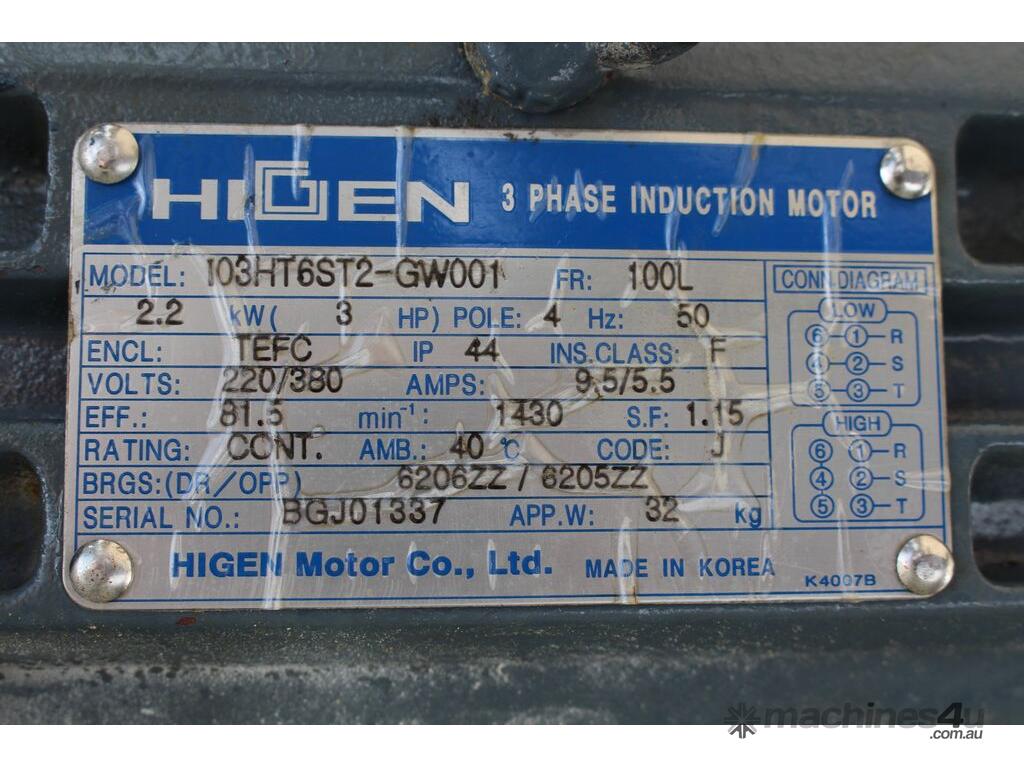 HIGEN 3 PHASE INDUCTION MOTOR
MODEL: I03HT6ST2-GW001 FR: 100L
2.2 kW( 3 HP) POLE: 4 Hz: 50
ENCL: TEFC IP 44 INS.CLASS: F
VOLTS: 220/380 AMPS: 9.5/5.5
EFF.: 81.5 min⁻¹: 1430 S.F: 1.15
RATING: CONT. AMB.: 40 ℃ CODE: J
BRGS:(DR/OPP) 6206ZZ / 6205ZZ
SERIAL NO.: BGJ01337 APP.W: 32 kg
CONN.DIAGRAM
LOW
⑥-①-R
④-②-S
⑤-③-T
HIGH
⑥ ①-R
④ ②-S
⑤ ③-T
HIGEN Motor Co., Ltd. MADE IN KOREA K4007B
machines4u
.com.au